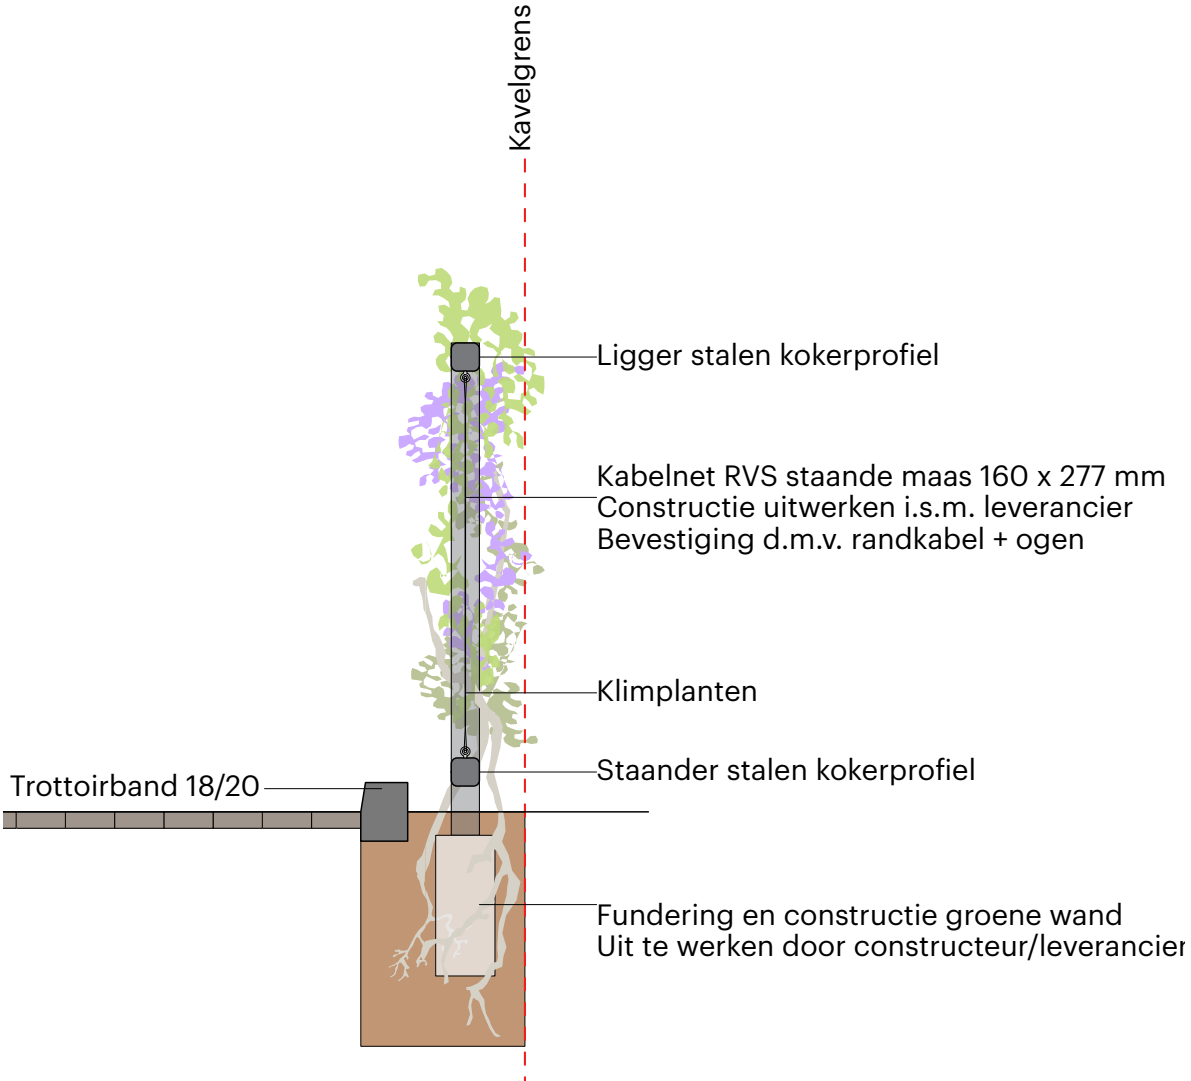 Kavelgrens
Ligger stalen kokerprofiel
Kabelnet RVS staande maas 160 x 277 mm
Constructie uitwerken i.s.m. leverancier
Bevestiging d.m.v. randkabel + ogen
Klimplanten
Staander stalen kokerprofiel
Trottoirband 18/20
Fundering en constructie groene wand
Uit te werken door constructeur/leverancier